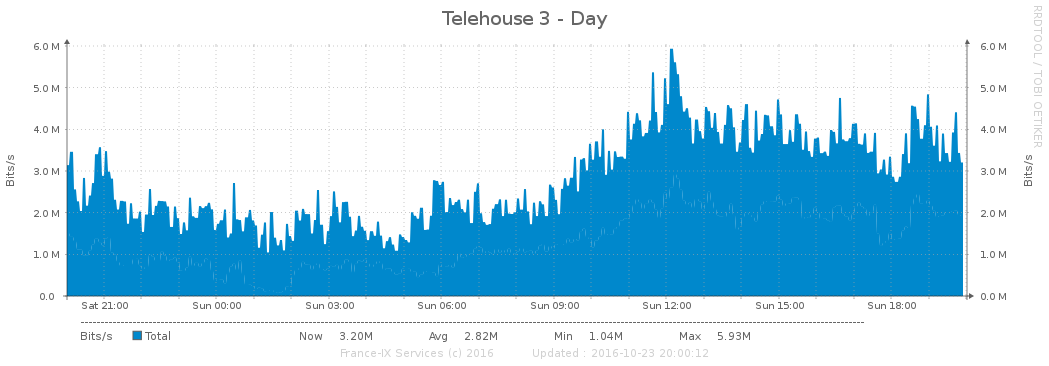 Telehouse 3 - Day
RRDTOOL / TOBI OETIKER
6.0 M 6.0 M
5.0 M 5.0 M
4.0 M 4.0 M
3.0 M 3.0 M
2.0 M 2.0 M
1.0 M 1.0 M
0.0 0.0 M
Bits/s Bits/s
Sat 21:00 Sun 00:00 Sun 03:00 Sun 06:00 Sun 09:00 Sun 12:00 Sun 15:00 Sun 18:00
Bits/s Total Now 3.20M Avg 2.82M Min 1.04M Max 5.93M
France-IX Services (c) 2016 Updated : 2016-10-23 20:00:12